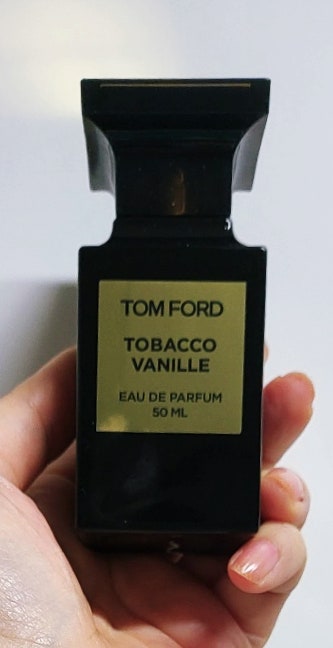 TOM FORD
TOBACCO
VANILLE
EAU DE PARFUM
50 ML